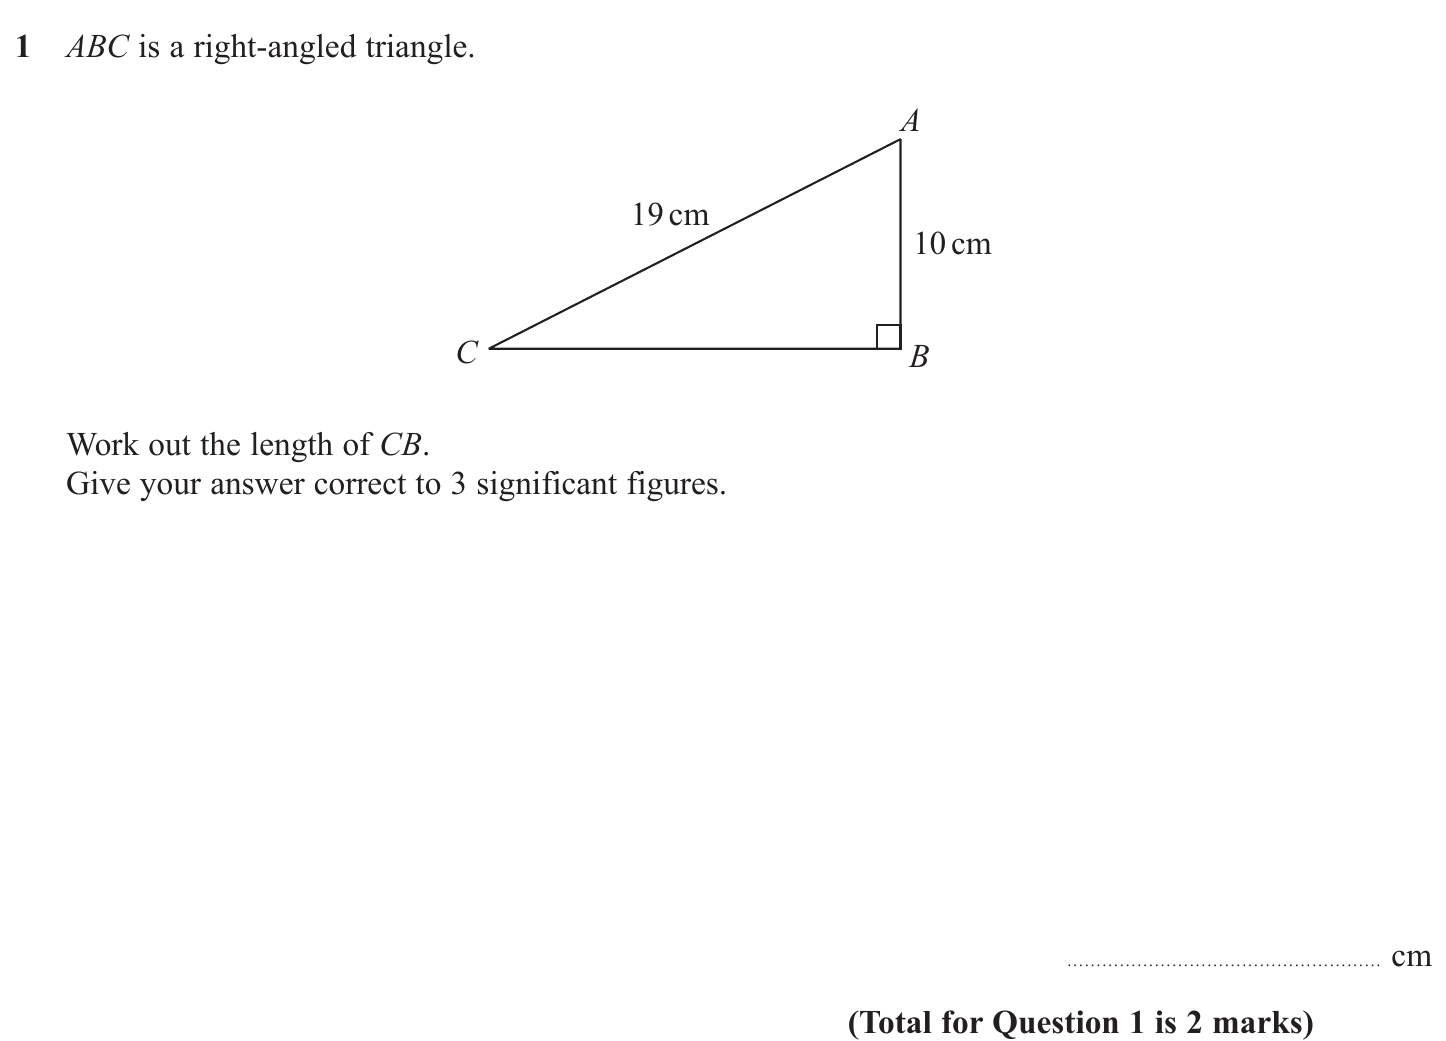 1 ABC is a right-angled triangle.
A
19 cm
10 cm
C
B
Work out the length of CB.
Give your answer correct to 3 significant figures.
...................................................... cm
(Total for Question 1 is 2 marks)